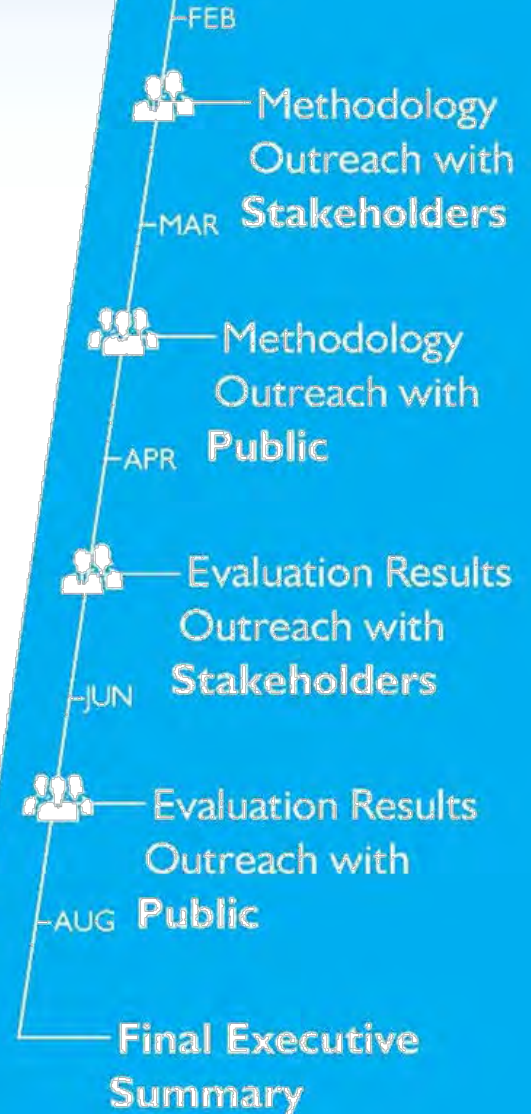 FEB
Methodology
Outreach with
Stakeholders
MAR
Methodology
Outreach with
Public
APR
Evaluation Results
Outreach with
Stakeholders
JUN
Evaluation Results
Outreach with
Public
AUG
Final Executive
Summary